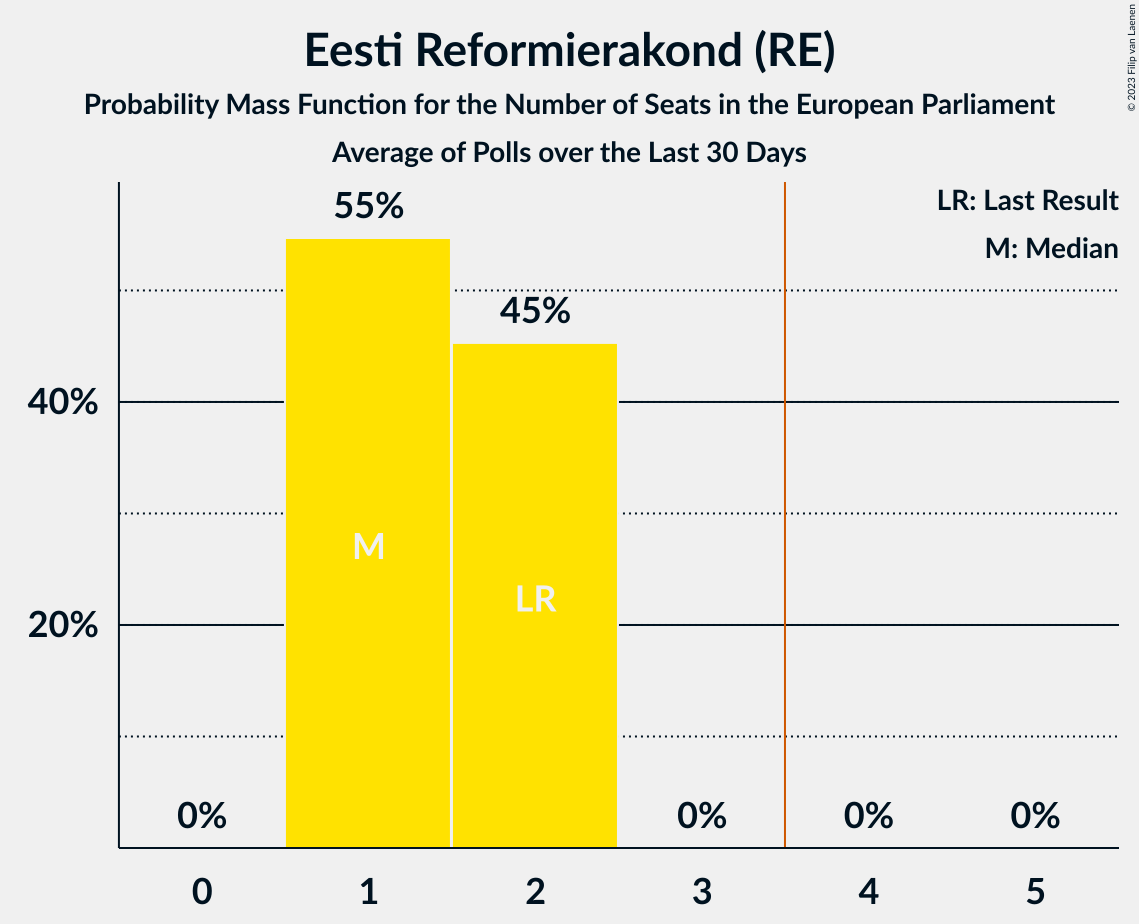 Eesti Reformierakond (RE)
Probability Mass Function for the Number of Seats in the European Parliament
Average of Polls over the Last 30 Days
© 2023 Filip van Laenen
LR: Last Result
M: Median
55%
45%
40%
M
LR
20%
0%
0%
0%
0%
0
1
2
3
4
5